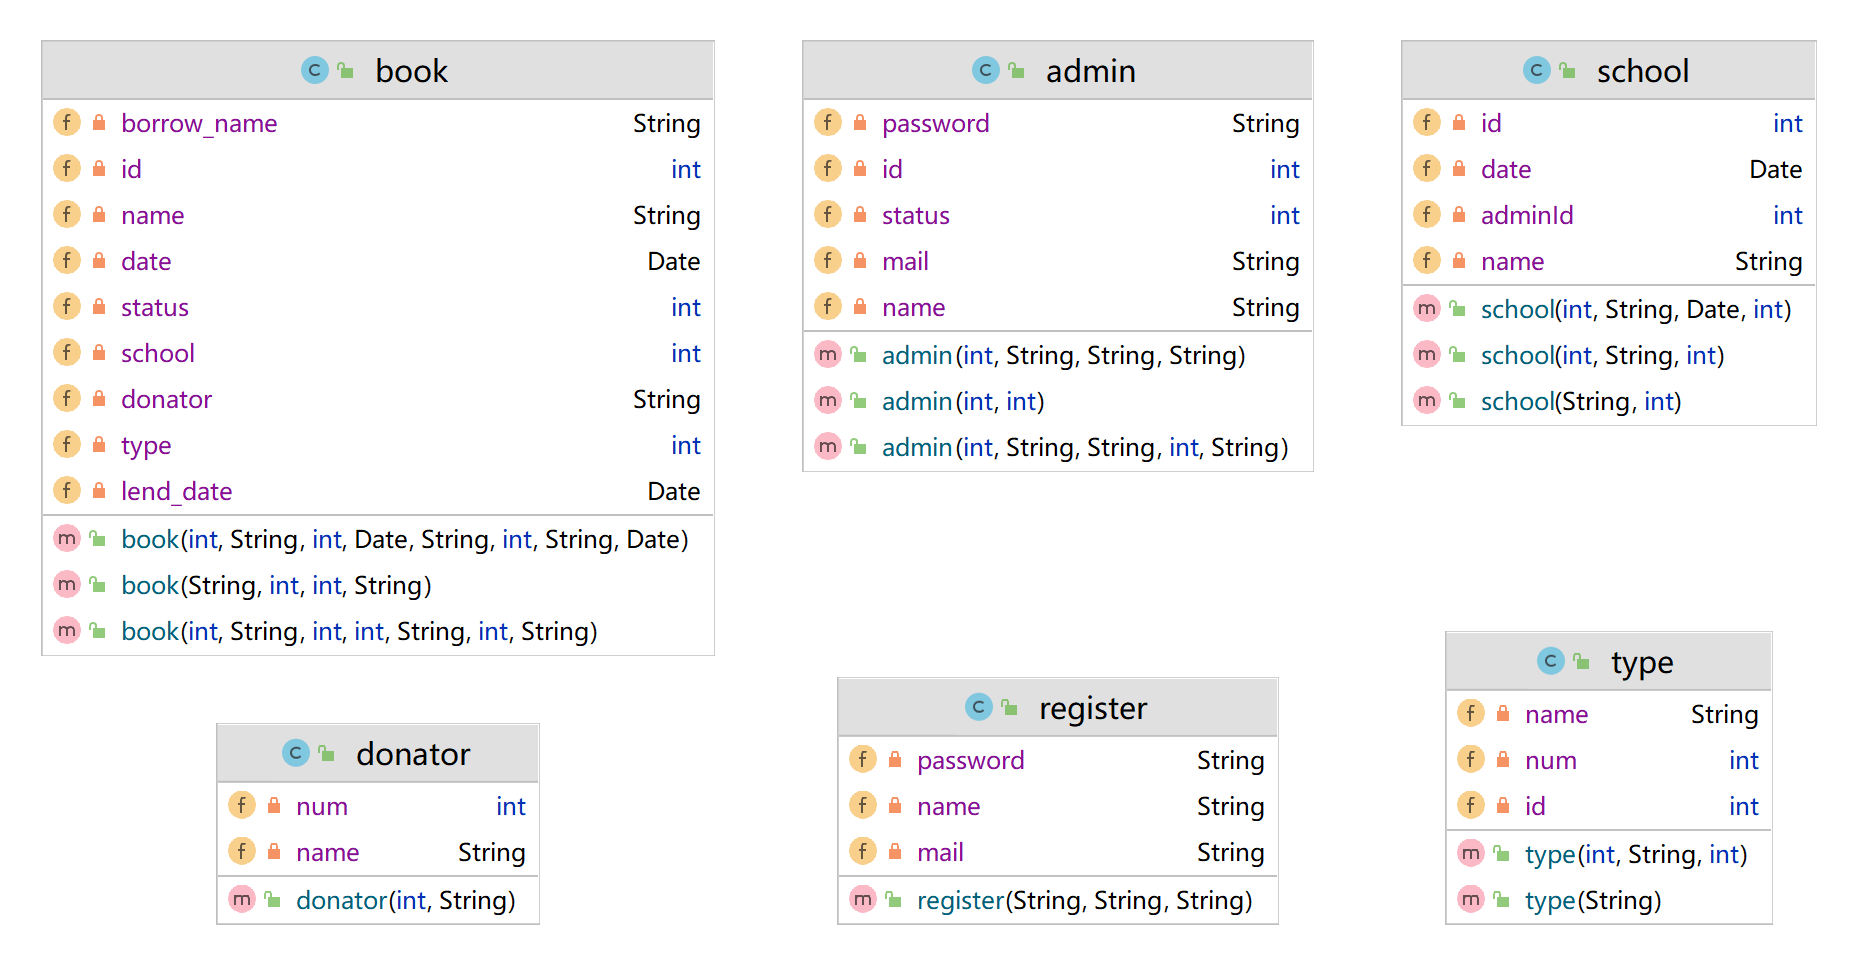 book
borrow_name String
id int
name String
date Date
status int
school int
donator String
type int
lend_date Date
book(int, String, int, Date, String, int, String, Date)
book(String, int, int, String)
book(int, String, int, int, String, int, String)
admin
password String
id int
status int
mail String
name String
admin(int, String, String, String)
admin(int, int)
admin(int, String, String, int, String)
school
id int
date Date
adminId int
name String
school(int, String, Date, int)
school(int, String, int)
school(String, int)
donator
num int
name String
donator(int, String)
register
password String
name String
mail String
register(String, String, String)
type
name String
num int
id int
type(int, String, int)
type(String)